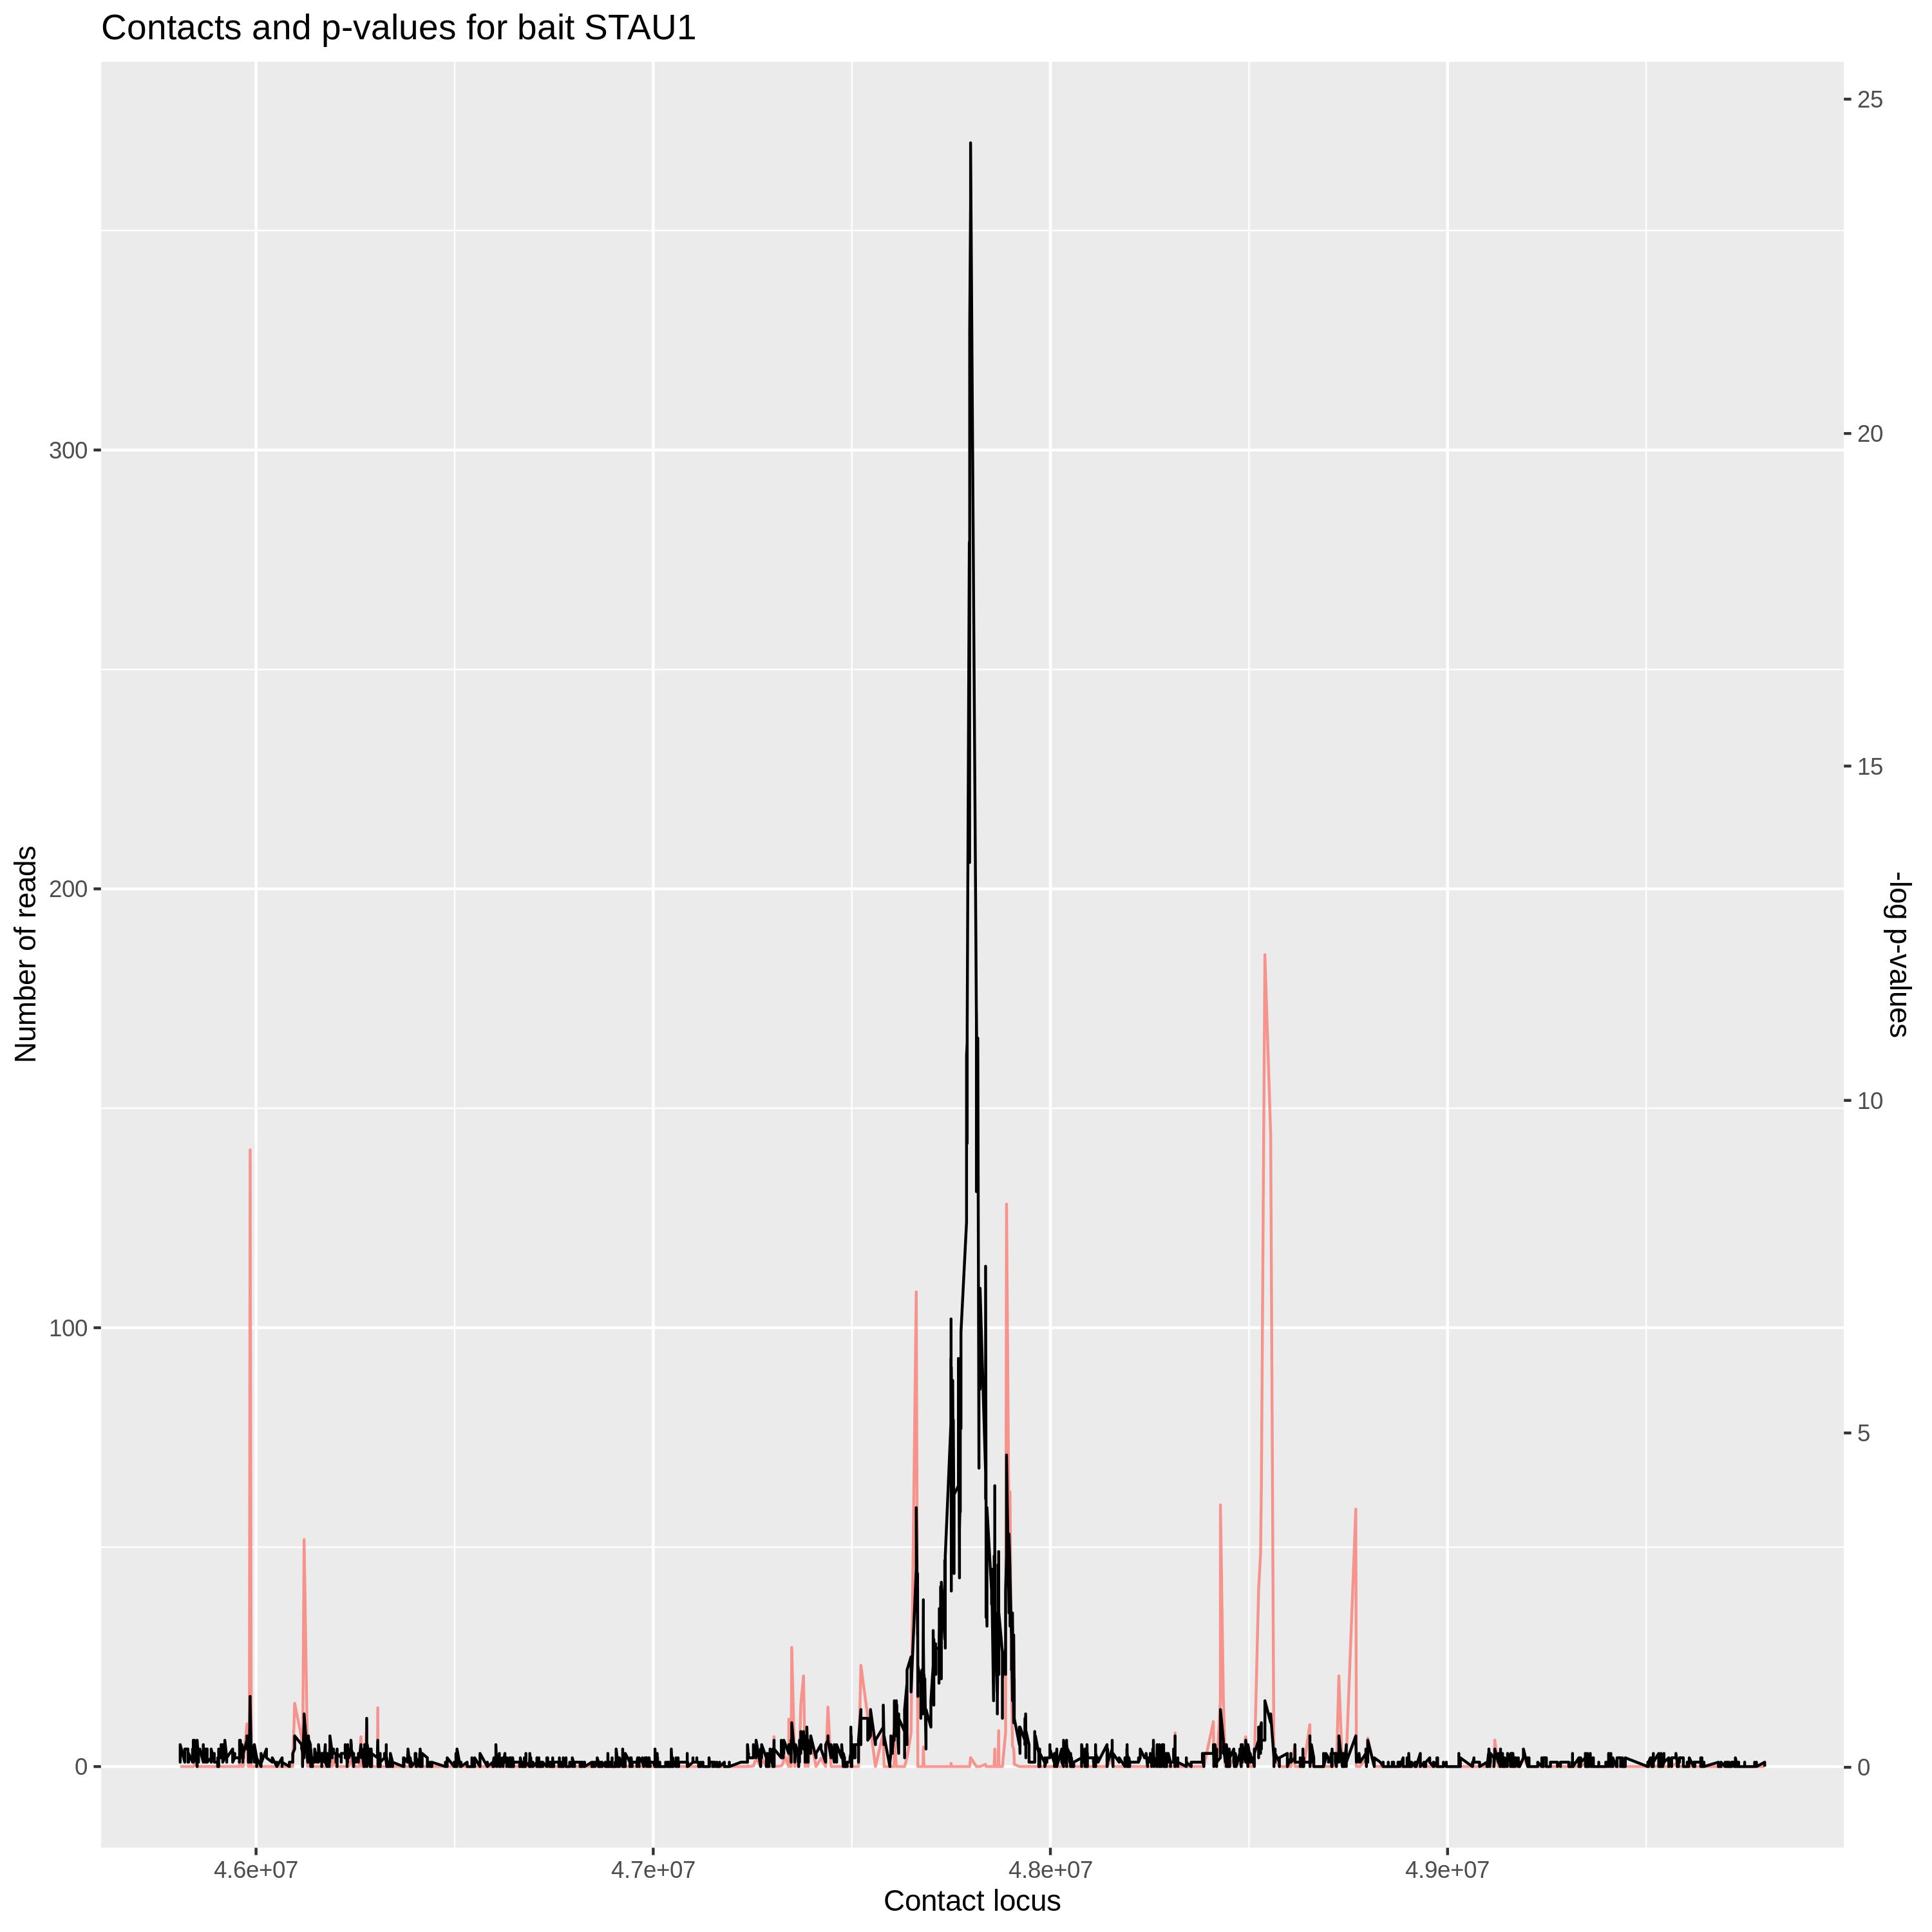 Contacts and p-values for bait STAU1
25
20
15
10
5
0
-log p-values
300
200
100
0
Number of reads
4.6e+07 4.7e+07 4.8e+07 4.9e+07
Contact locus